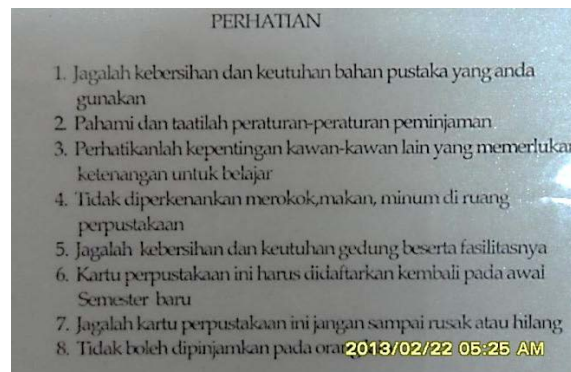 PERHATIAN
1. Jagalah kebersihan dan keutuhan bahan pustaka yang anda
gunakan
2. Pahami dan taatilah peraturan-peraturan peminjaman
3. Perhatikanlah kepentingan kawan-kawan lain yang memerlukan
ketenangan untuk belajar
4. Tidak diperkenankan merokok,makan, minum di ruang
perpustakaan
5. Jagalah kebersihan dan keutuhan gedung beserta fasilitasnya
6. Kartu perpustakaan ini harus didaftarkan kembali pada awal
Semester baru
7. Jagalah kartu perpustakaan ini jangan sampai rusak atau hilang
8. Tidak boleh dipinjamkan pada orang
2013/02/22 05:25 AM